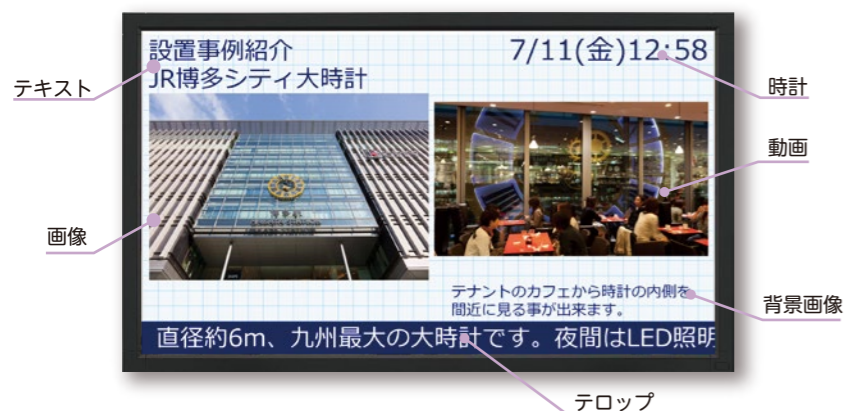 設置事例紹介
JR博多シティ大時計
7/11(金)12:58
テキスト
時計
動画
画像
テナントのカフェから時計の内側を
間近に見る事が出来ます。
背景画像
直径約6m、九州最大の大時計です。夜間はLED照明
テロップ